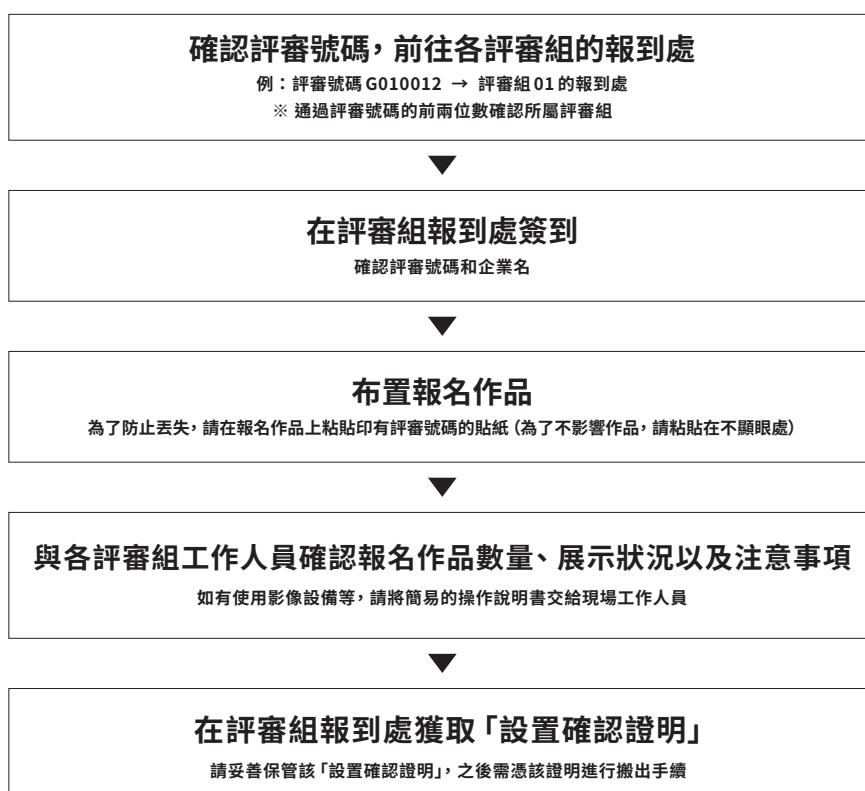 確認評審號碼，前往各評審組的報到處
例：評審號碼 G010012 → 評審組 01 的報到處
※ 通過評審號碼的前兩位數確認所屬評審組
在評審組報到處簽到
確認評審號碼和企業名
布置報名作品
為了防止丟失，請在報名作品上粘貼印有評審號碼的貼紙（為了不影響作品，請粘貼在不顯眼處）
與各評審組工作人員確認報名作品數量、展示狀況以及注意事項
如有使用影像設備等，請將簡易的操作說明書交給現場工作人員
在評審組報到處獲取「設置確認證明」
請妥善保管該「設置確認證明」，之後需憑該證明進行搬出手續